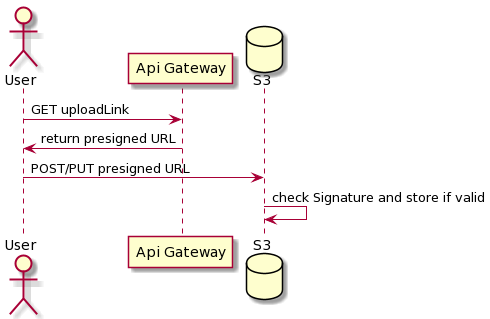 User
Api Gateway
S3
GET uploadLink
return presigned URL
POST/PUT presigned URL
check Signature and store if valid
User
Api Gateway
S3